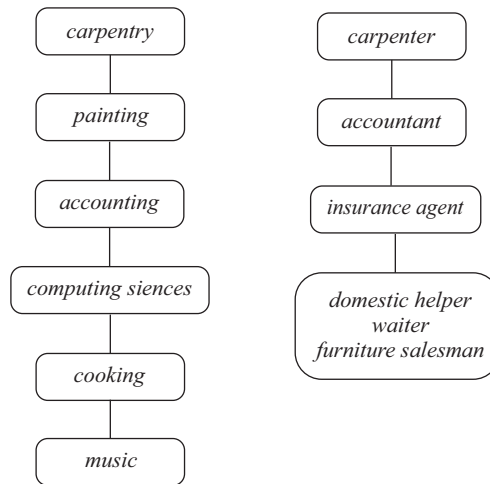 carpentry
painting
accounting
computing siences
cooking
music
carpenter
accountant
insurance agent
domestic helper
waiter
furniture salesman